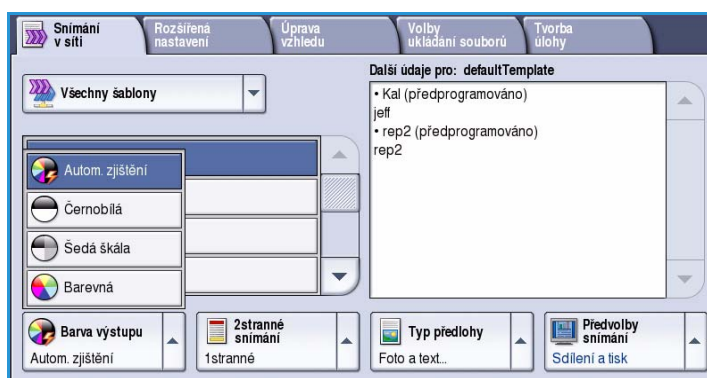 Snímání
v síti
Rozšířená
nastavení
Úprava
vzhledu
Volby
ukládání souborů
Tvorba
úlohy
Všechny šablony
Další údaje pro: defaultTemplate
• Kal (předprogramováno)
jeff
• rep2 (předprogramováno)
rep2
Autom. zjištění
Černobílá
Šedá škála
Barevná
Barva výstupu
Autom. zjištění
2stranné
snímání
1stranné
Typ předlohy
Foto a text...
Předvolby
snímání
Sdílení a tisk